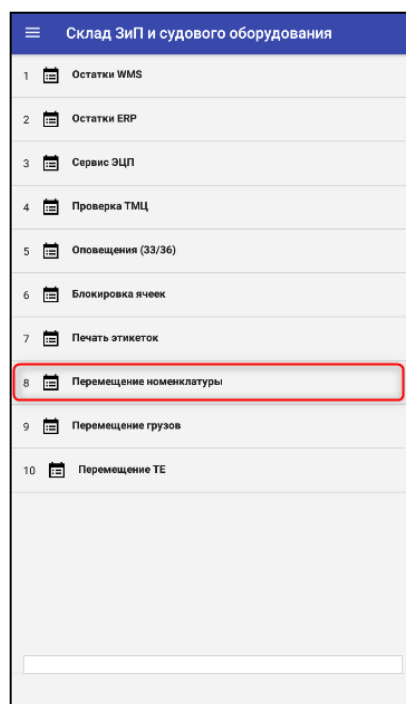 Склад ЗиП и судового оборудования
1 Остатки WMS
2 Остатки ERP
3 Сервис ЭЦП
4 Проверка ТМЦ
5 Оповещения (33/36)
6 Блокировка ячеек
7 Печать этикеток
8 Перемещение номенклатуры
9 Перемещение грузов
10 Перемещение ТЕ